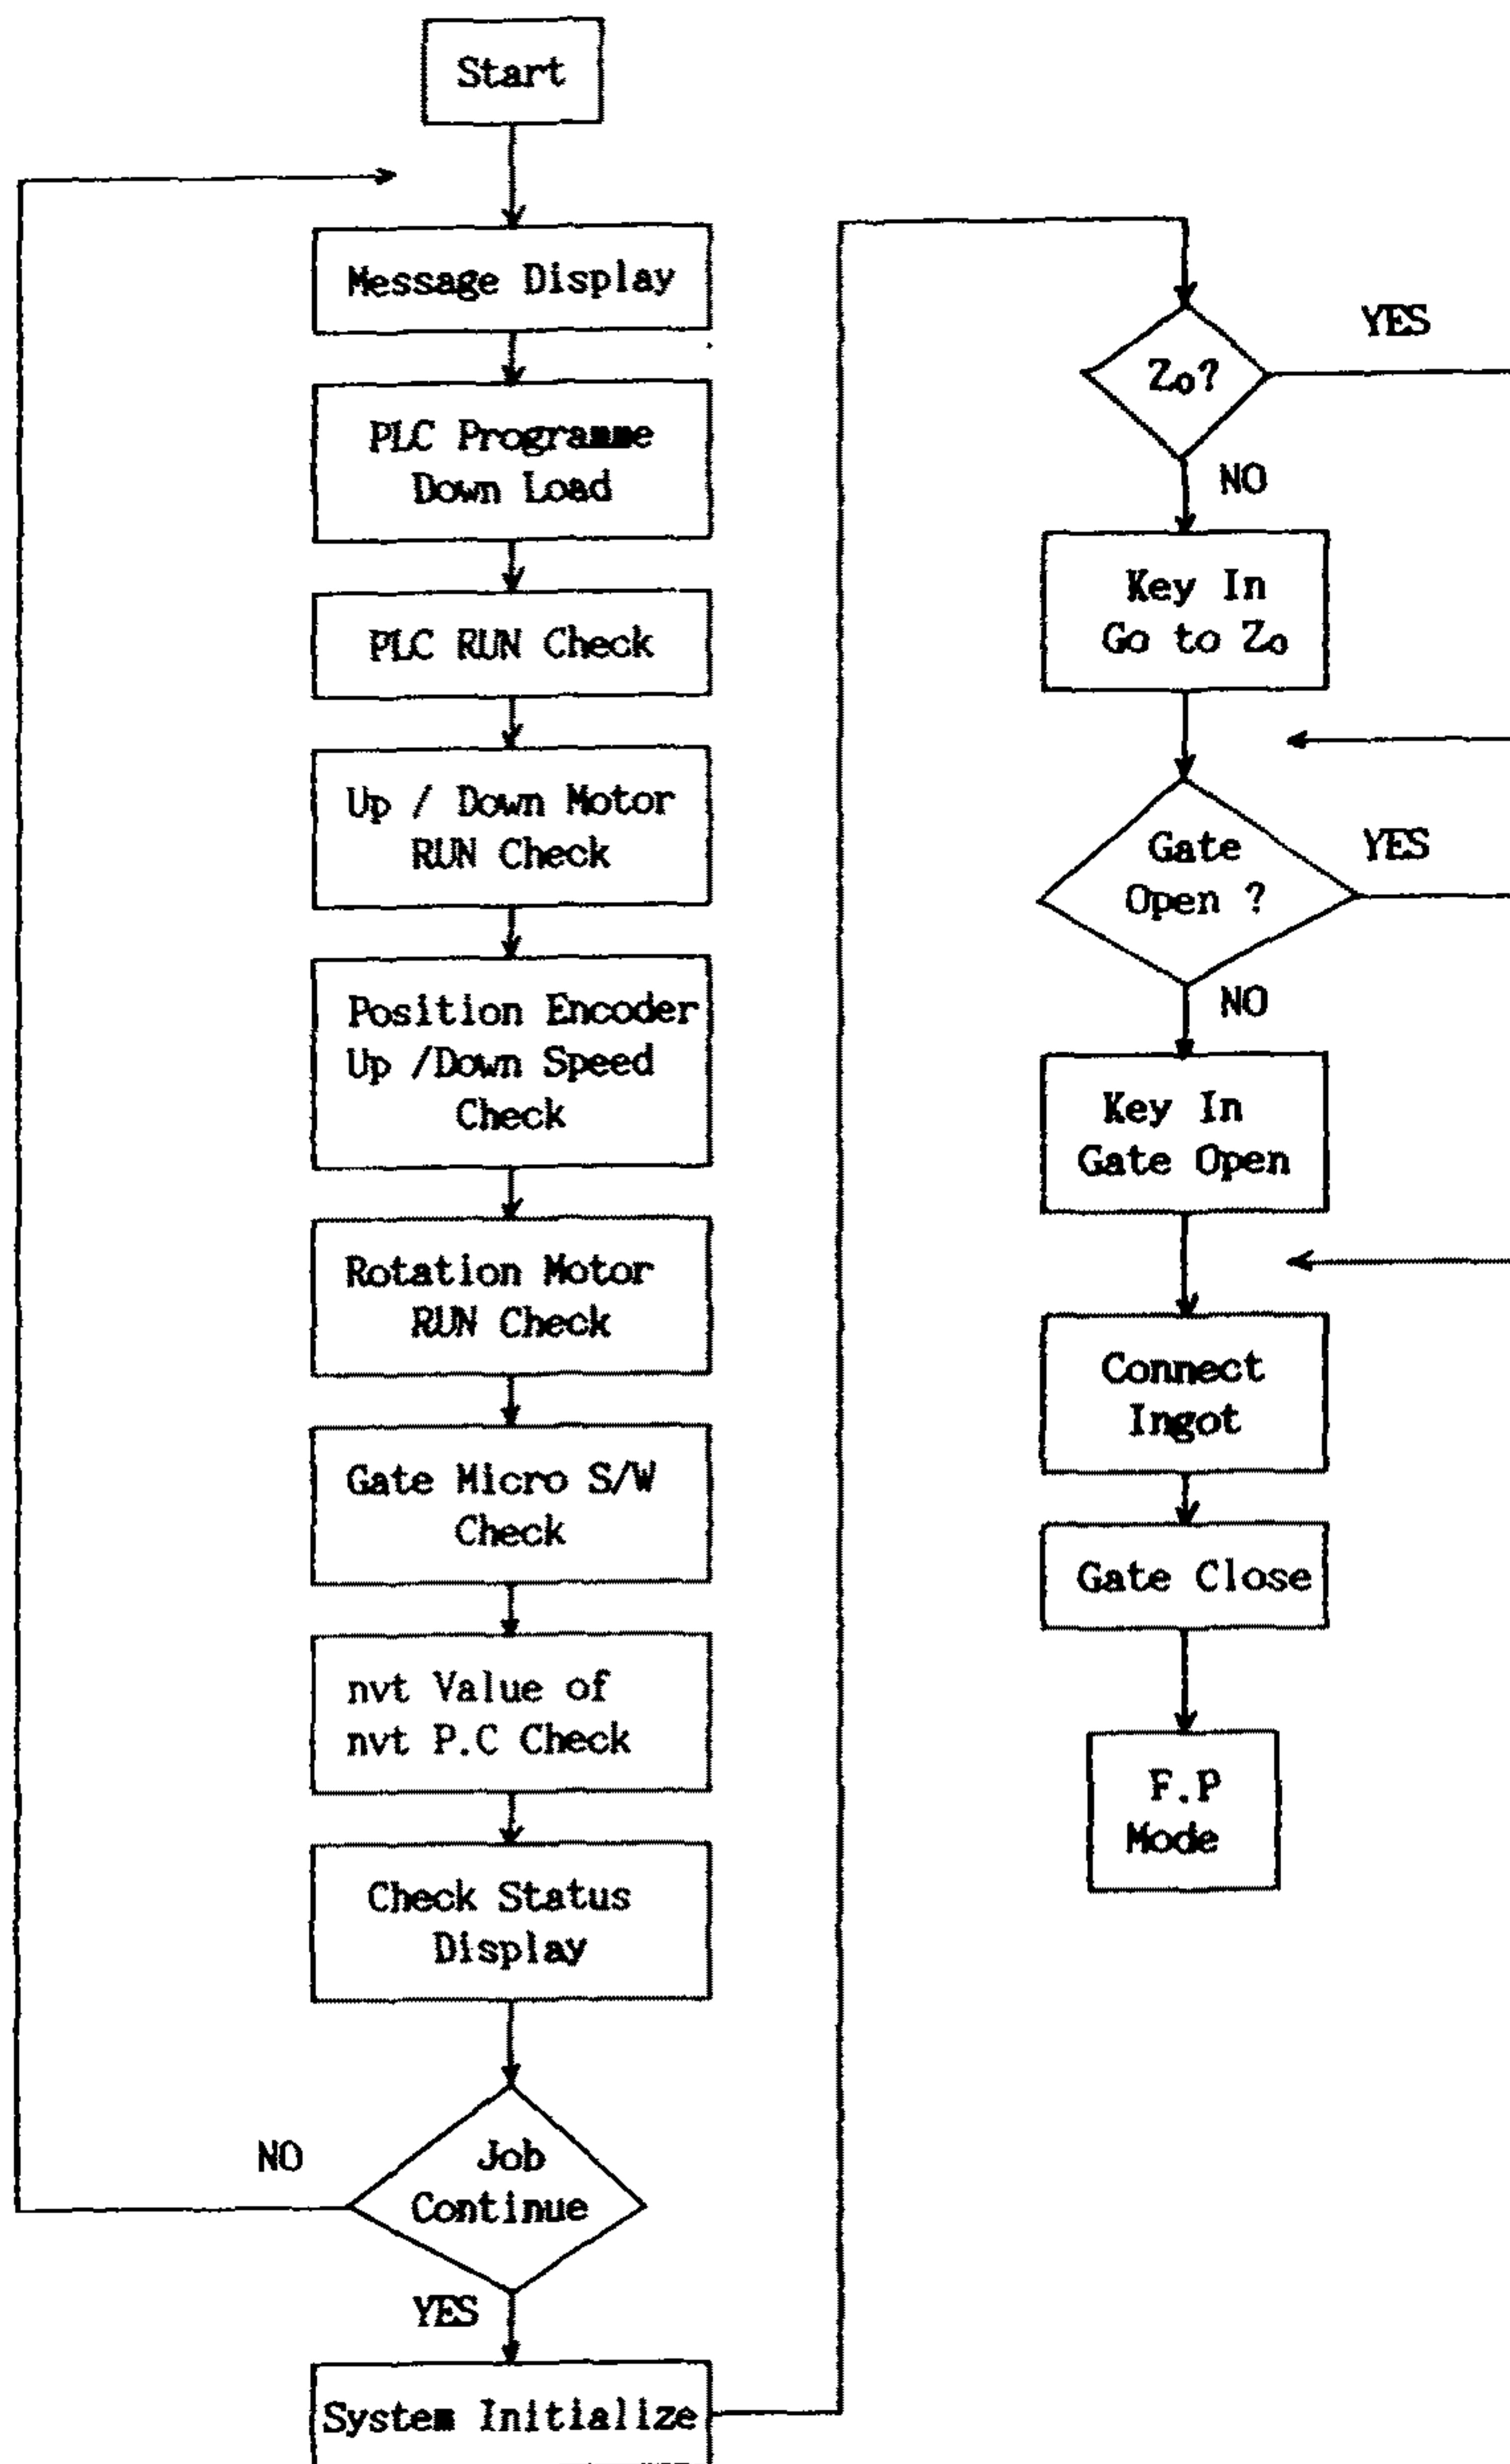 Start
Message Display
PLC Programme
Down Load
PLC RUN Check
Up / Down Motor
RUN Check
Position Encoder
Up /Down Speed
Check
Rotation Motor
RUN Check
Gate Micro S/W
Check
nvt Value of
nvt P.C Check
Check Status
Display
NO
Job
Continue
YES
System Initialize
Zo?
YES
NO
Key In
Go to Zo
Gate
Open ?
YES
NO
Key In
Gate Open
Connect
Ingot
Gate Close
F.P
Mode